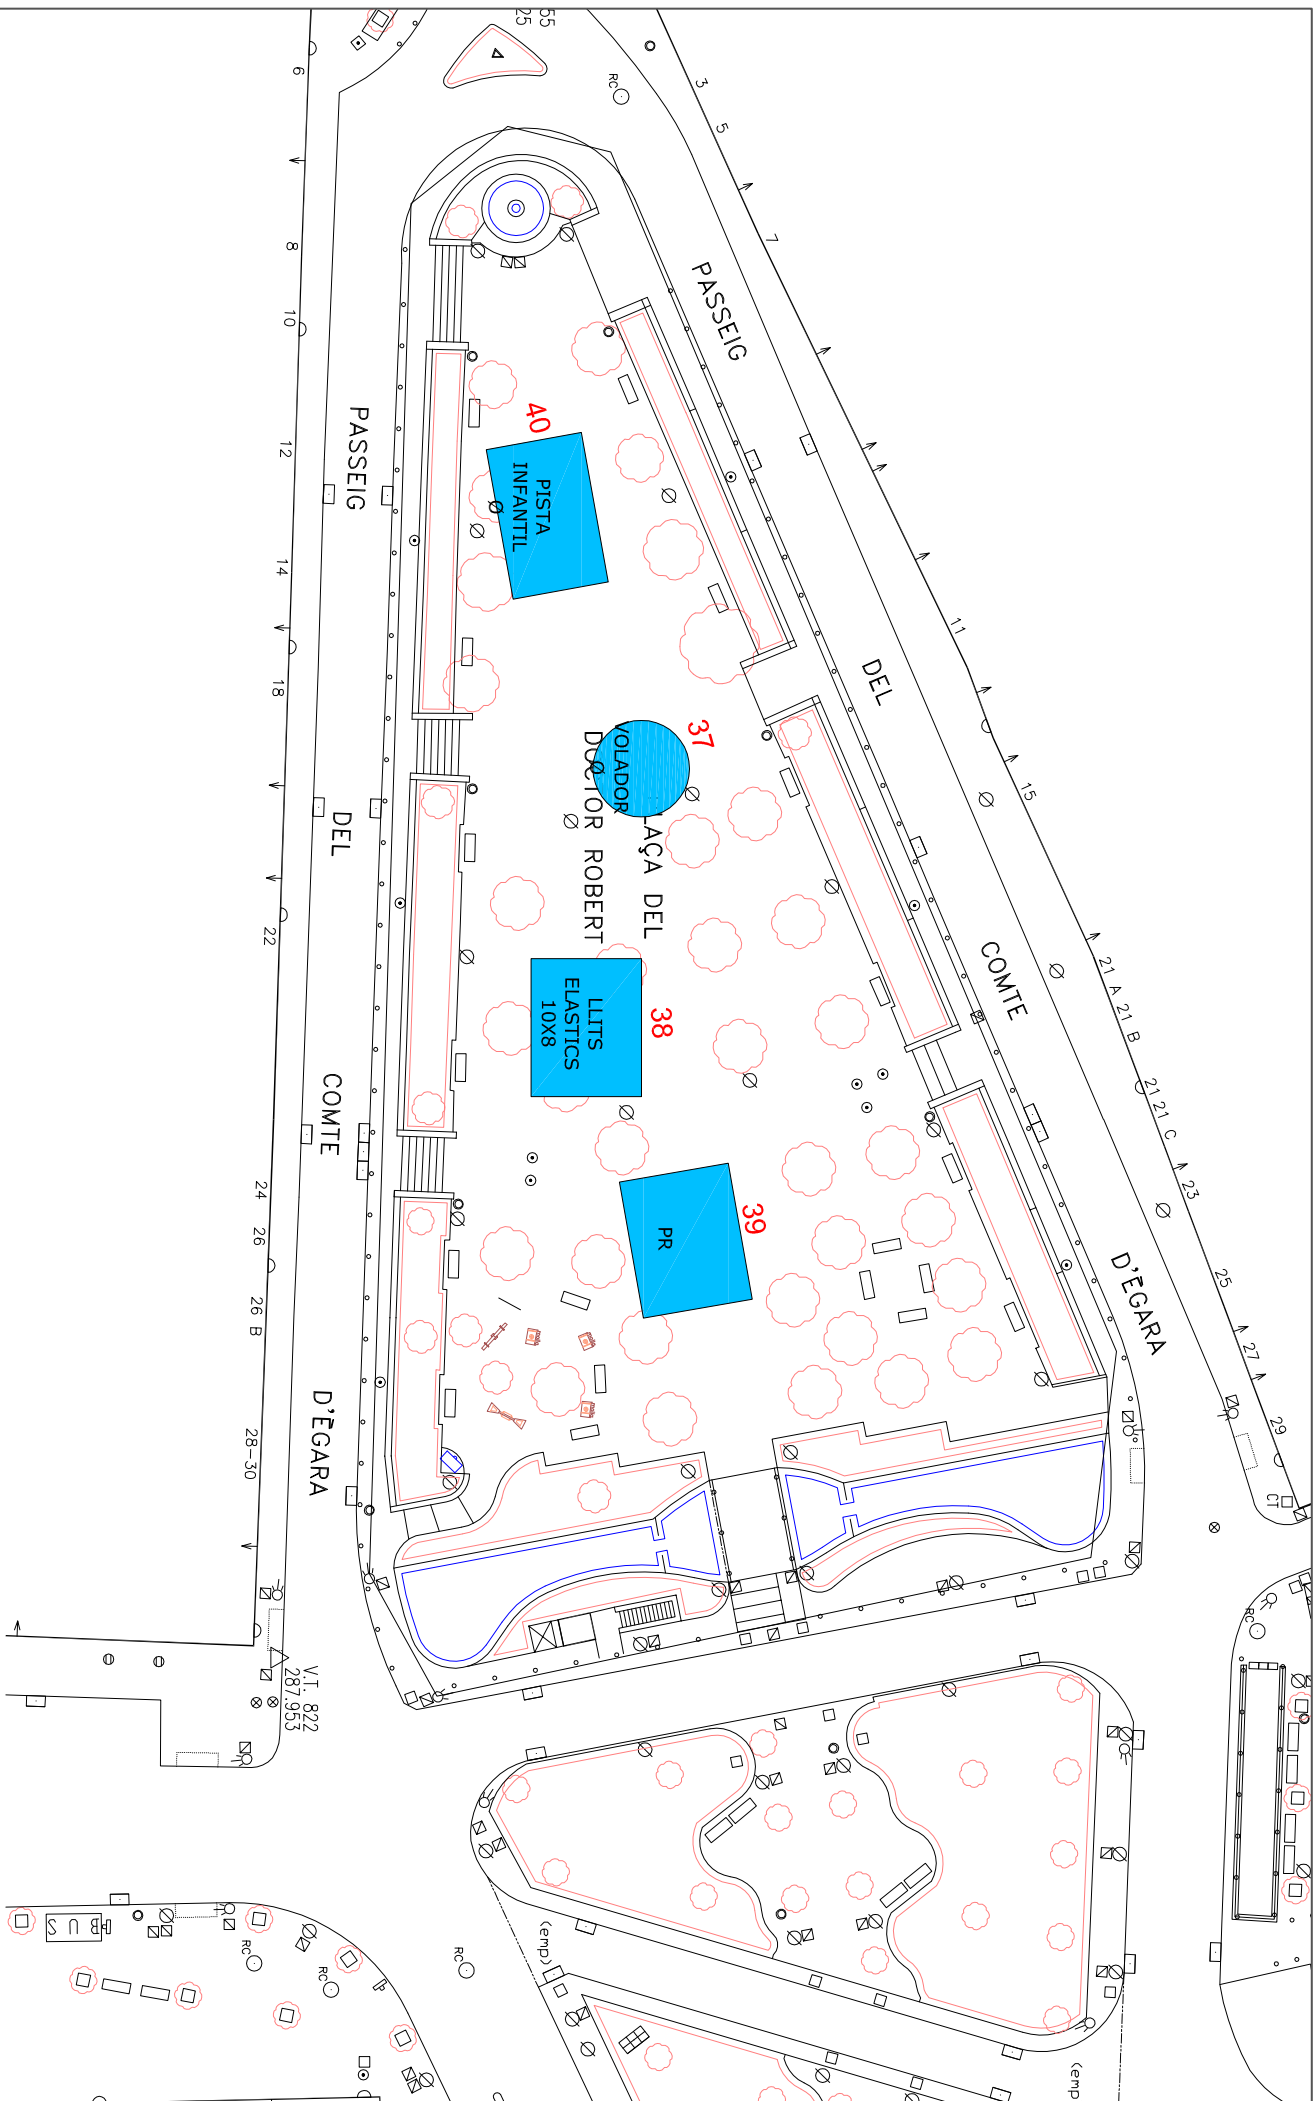 55
25
RC
3
5
7
11
15
21 A
21 B
21
21 C
23
25
27
29
CT
6
8
10
12
14
18
22
24
26
26 B
28-30
PASSEIG
DEL
COMTE
D'EGARA
PASSEIG
DEL
COMTE
D'EGARA
40
PISTA
INFANTIL
37
VOLADOR
LAÇA DEL
DOCTOR ROBERT
38
LLITS
ELASTICS
10X8
39
PR
V.T. 822
287.953
BUS
RC
RC
RC
RC
(emp)
(emp